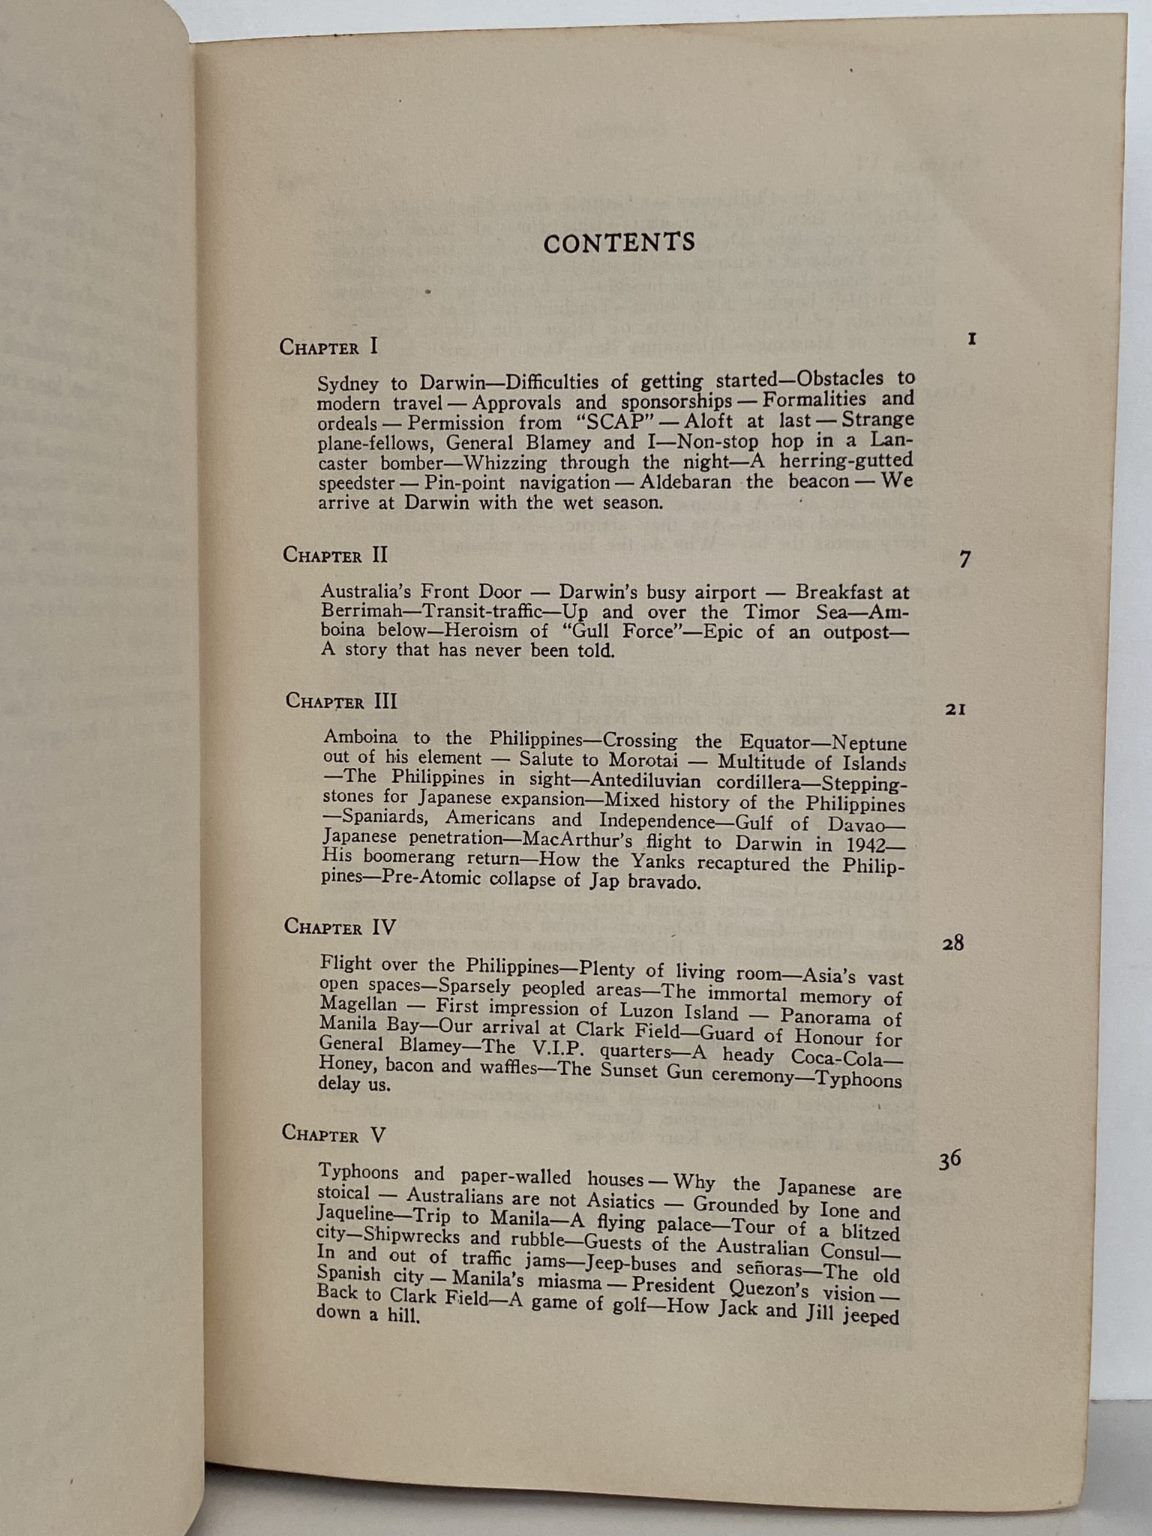 CONTENTS
CHAPTER I 1
Sydney to Darwin—Difficulties of getting started—Obstacles to
modern travel — Approvals and sponsorships — Formalities and
ordeals — Permission from "SCAP" — Aloft at last — Strange
plane-fellows, General Blamey and I—Non-stop hop in a Lan-
caster bomber—Whizzing through the night—A herring-gutted
speedster — Pin-point navigation — Aldebaran the beacon — We
arrive at Darwin with the wet season.
CHAPTER II 7
Australia's Front Door — Darwin's busy airport — Breakfast at
Berrimah—Transit-traffic—Up and over the Timor Sea—Am-
boina below—Heroism of "Gull Force"—Epic of an outpost—
A story that has never been told.
CHAPTER III 21
Amboina to the Philippines—Crossing the Equator—Neptune
out of his element — Salute to Morotai — Multitude of Islands
—The Philippines in sight—Antediluvian cordillera—Stepping-
stones for Japanese expansion—Mixed history of the Philippines
—Spaniards, Americans and Independence—Gulf of Davao—
Japanese penetration—MacArthur's flight to Darwin in 1942—
His boomerang return—How the Yanks recaptured the Philip-
pines—Pre-Atomic collapse of Jap bravado.
CHAPTER IV 28
Flight over the Philippines—Plenty of living room—Asia's vast
open spaces—Sparsely peopled areas—The immortal memory of
Magellan — First impression of Luzon Island — Panorama of
Manila Bay—Our arrival at Clark Field—Guard of Honour for
General Blamey—The V.I.P. quarters—A heady Coca-Cola—
Honey, bacon and waffles—The Sunset Gun ceremony—Typhoons
delay us.
CHAPTER V 36
Typhoons and paper-walled houses — Why the Japanese are
stoical — Australians are not Asiatics — Grounded by Ione and
Jaqueline—Trip to Manila—A flying palace—Tour of a blitzed
city—Shipwrecks and rubble—Guests of the Australian Consul—
In and out of traffic jams—Jeep-buses and señoras—The old
Spanish city — Manila's miasma — President Quezon's vision —
Back to Clark Field—A game of golf—How Jack and Jill jeeped
down a hill.